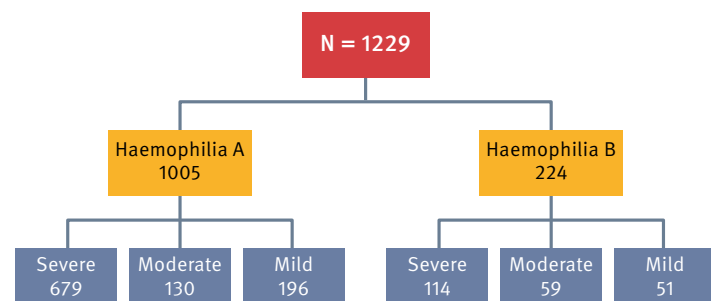 N = 1229
Haemophilia A
1005
Haemophilia B
224
Severe
679
Moderate
130
Mild
196
Severe
114
Moderate
59
Mild
51